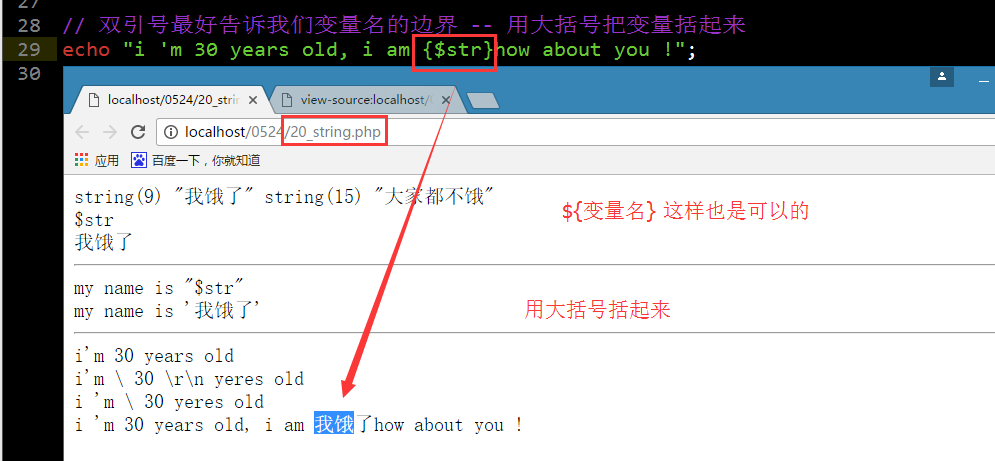 27
28 // 双引号最好告诉我们变量名的边界 -- 用大括号把变量括起来
29 echo "i 'm 30 years old, i am {$str}how about you !";
30
localhost/0524/20_stri
view-source:localhost/
localhost/0524/20_string.php
应用 百度一下，你就知道
string(9) "我饿了" string(15) "大家都不饿"
$str
${变量名} 这样也是可以的
我饿了
my name is "$str"
my name is '我饿了'
用大括号括起来
i'm 30 years old
i'm \ 30 \r\n yeres old
i 'm \ 30 yeres old
i 'm 30 years old, i am 我饿了how about you !